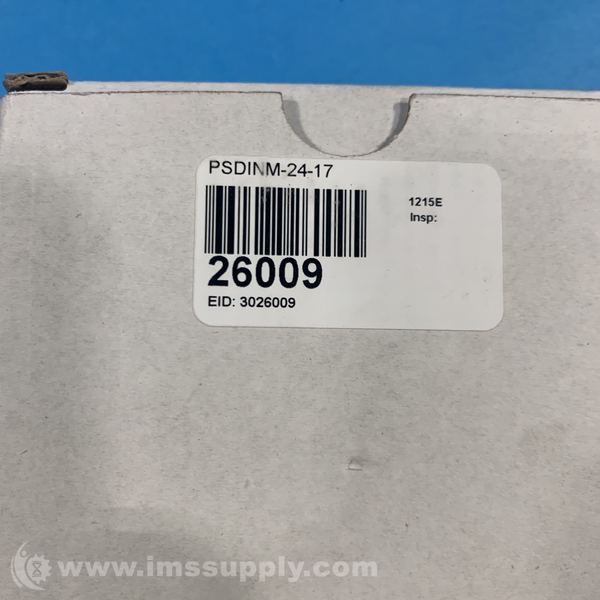 PSDINM-24-17
1215E
Insp:
26009
EID: 3026009
www.imssupply.com